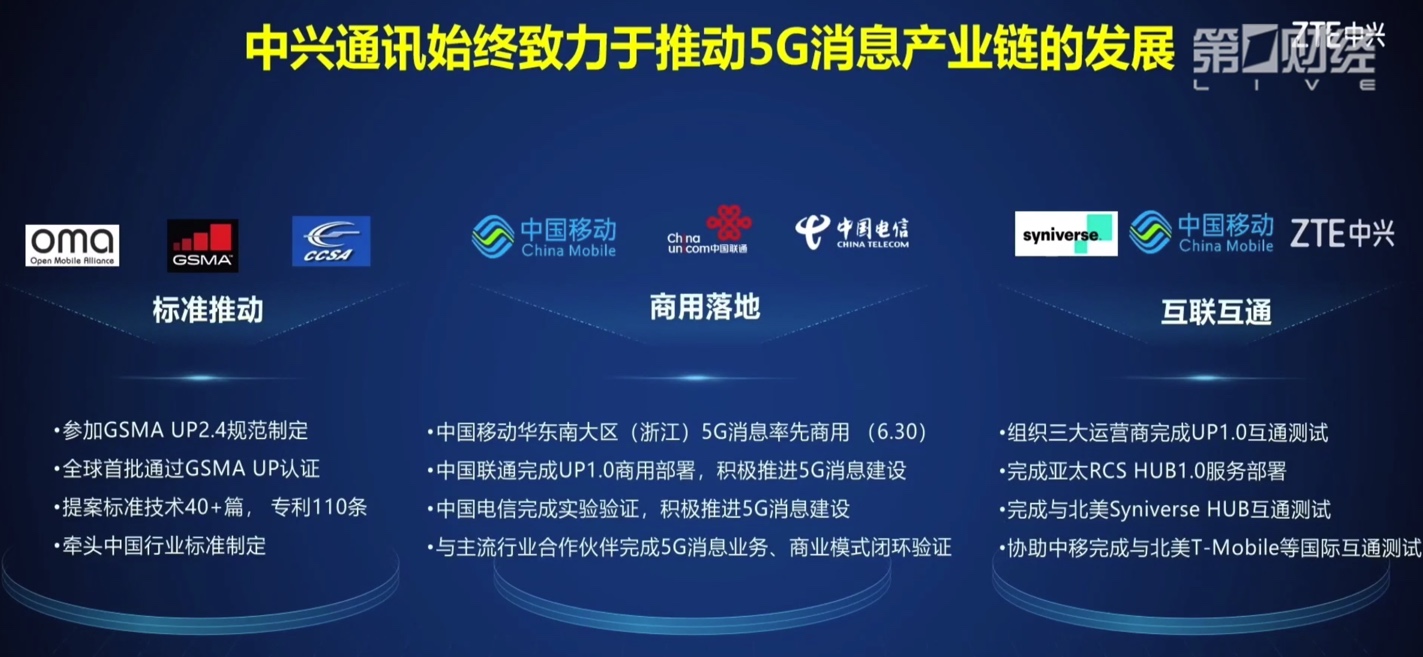 中兴通讯始终致力于推动5G消息产业链的发展
第一财经
LIVE
ZTE中兴
oma
Open Mobile Alliance
GSMA
CCSA
中国移动
China Mobile
China
unicom中国联通
中国电信
CHINA TELECOM
syniverse
中国移动
China Mobile
ZTE中兴
标准推动
•参加GSMA UP2.4规范制定
•全球首批通过GSMA UP认证
•提案标准技术40+篇， 专利110条
•牵头中国行业标准制定
商用落地
•中国移动华东南大区（浙江）5G消息率先商用 （6.30）
•中国联通完成UP1.0商用部署，积极推进5G消息建设
•中国电信完成实验验证，积极推进5G消息建设
•与主流行业合作伙伴完成5G消息业务、商业模式闭环验证
互联互通
•组织三大运营商完成UP1.0互通测试
•完成亚太RCS HUB1.0服务部署
•完成与北美Syniverse HUB互通测试
•协助中移完成与北美T-Mobile等国际互通测试